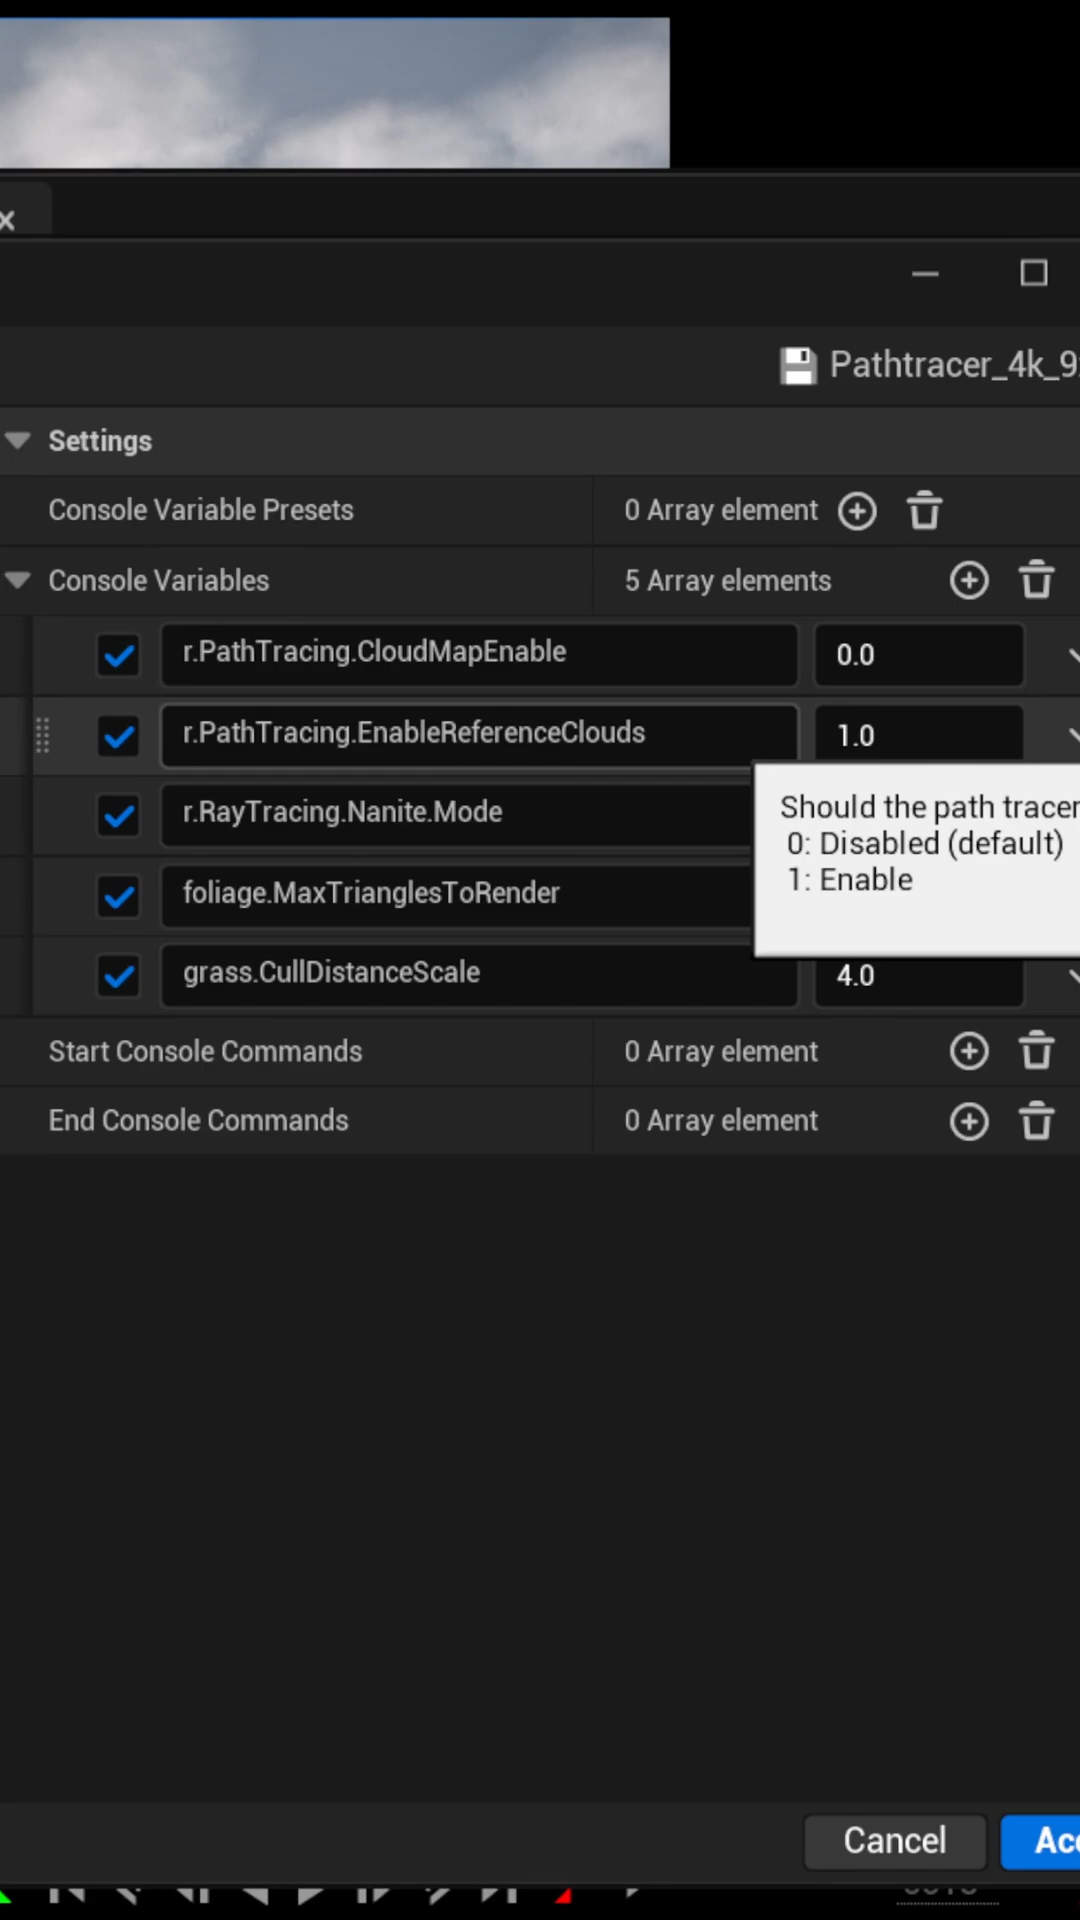 Pathtracer_4k_9
Settings
Console Variable Presets 0 Array element
Console Variables 5 Array elements
r.PathTracing.CloudMapEnable 0.0
r.PathTracing.EnableReferenceClouds 1.0
r.RayTracing.Nanite.Mode
Should the path tracer
0: Disabled (default)
1: Enable
foliage.MaxTrianglesToRender
grass.CullDistanceScale 4.0
Start Console Commands 0 Array element
End Console Commands 0 Array element
Cancel